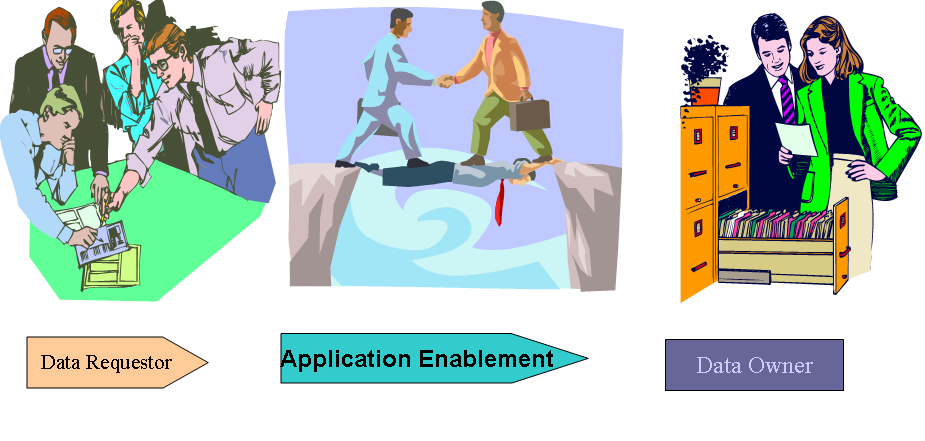 Data Requestor
Application Enablement
Data Owner